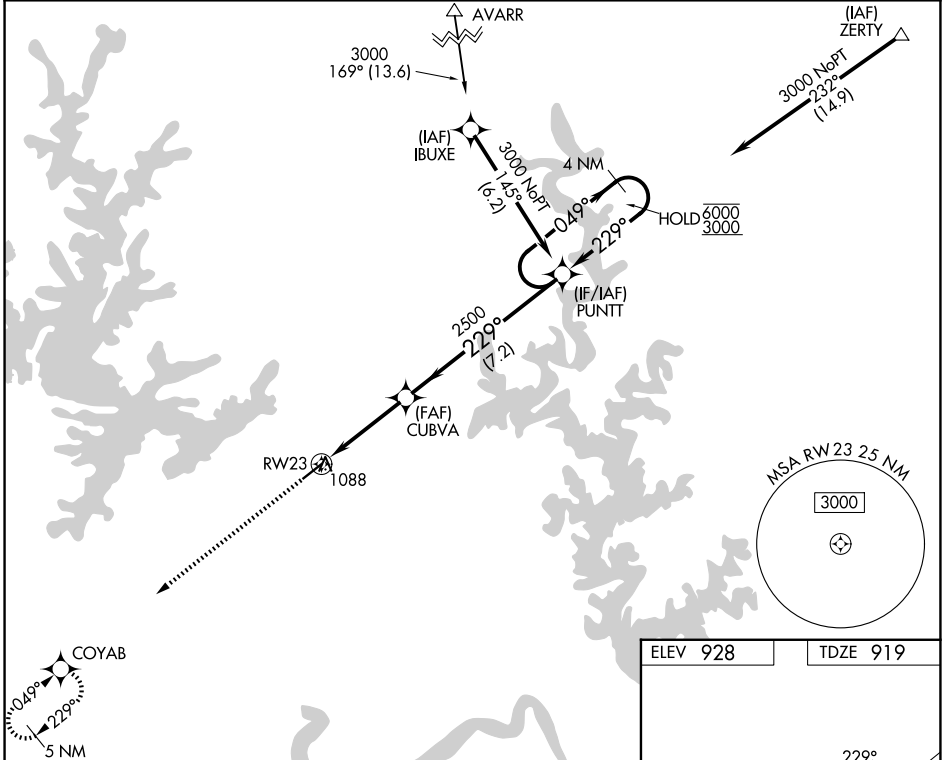 AVARR
3000
169° (13.6)
(IAF)
ZERTY
3000 NoPT
232°
(14.9)
(IAF)
IBUXE
3000 NoPT
145°
(6.2)
4 NM
049°
229°
HOLD 6000
3000
(IF/IAF)
PUNTT
2500
229°
(7.2)
(FAF)
CUBVA
RW23
1088
MSA RW23 25 NM
3000
COYAB
049°
229°
5 NM
ELEV 928
TDZE 919
229°